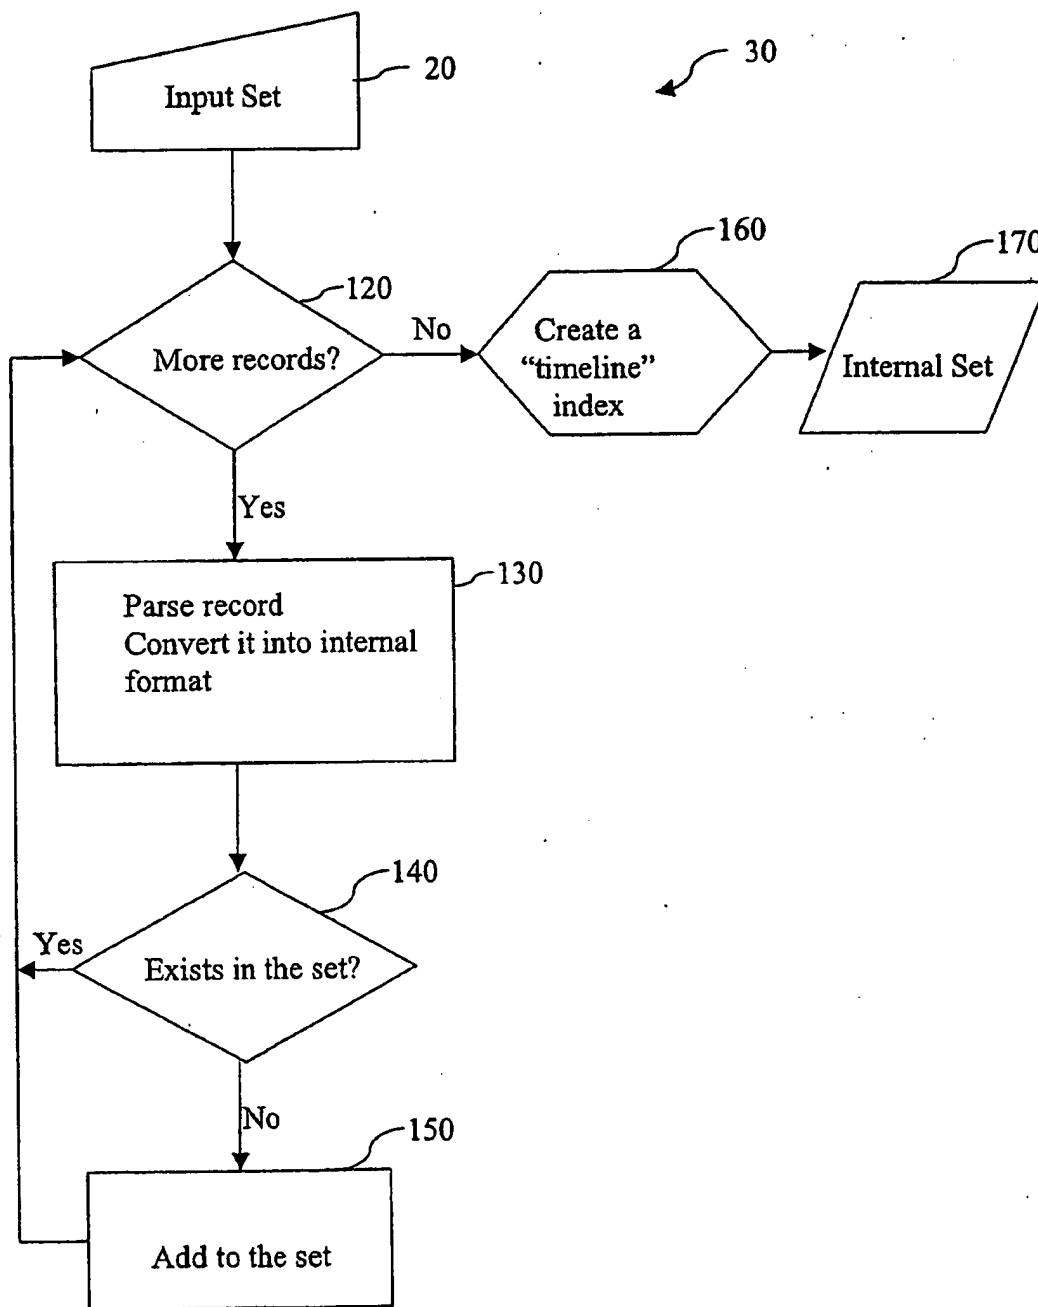 Input Set
20
30
120
More records?
No
160
Create a
“timeline”
index
170
Internal Set
Yes
130
Parse record
Convert it into internal
format
140
Yes
Exists in the set?
No
150
Add to the set